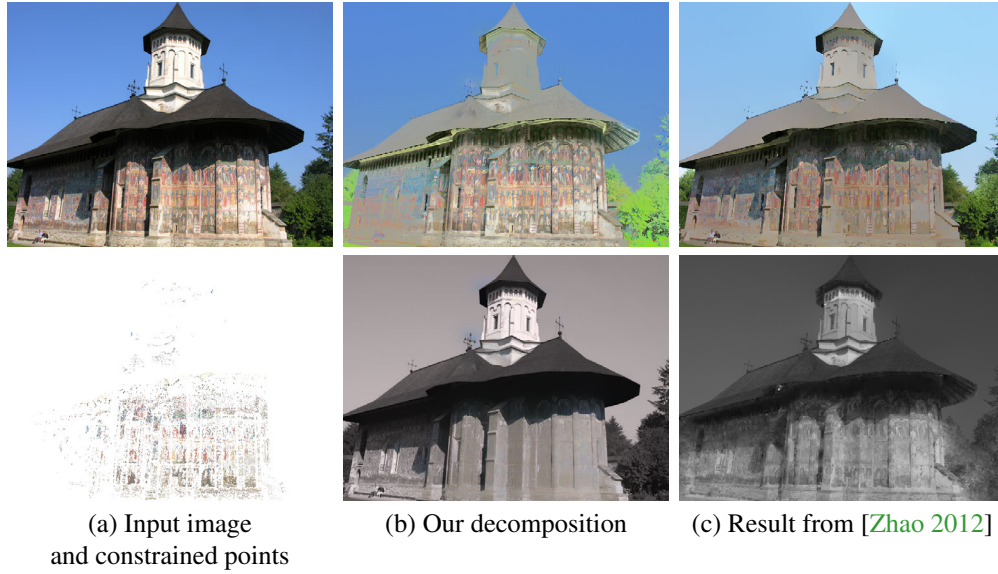 (a) Input image
and constrained points
(b) Our decomposition
(c) Result from [Zhao 2012]